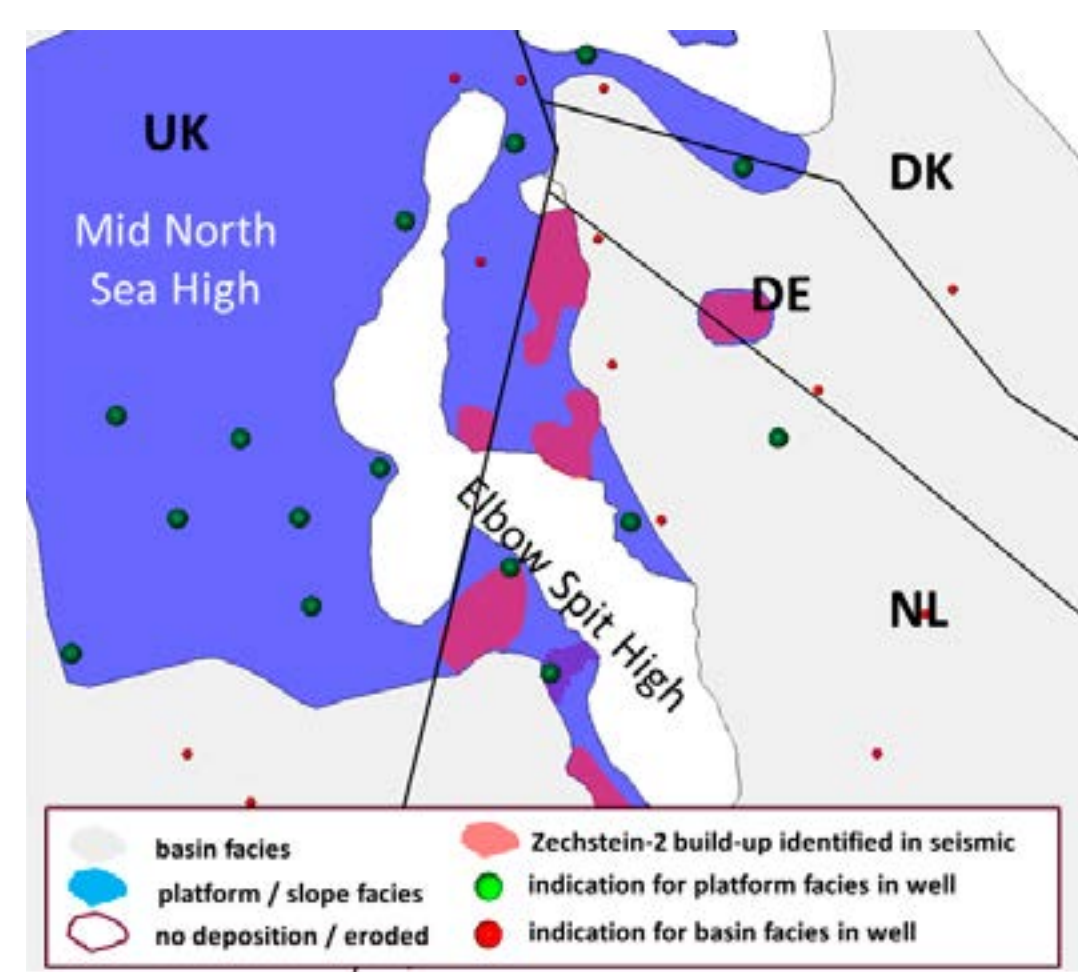 UK
DK
Mid North
Sea High
DE
Elbow Spit High
NL
basin facies
platform / slope facies
no deposition / eroded
Zechstein-2 build-up identified in seismic
indication for platform facies in well
indication for basin facies in well